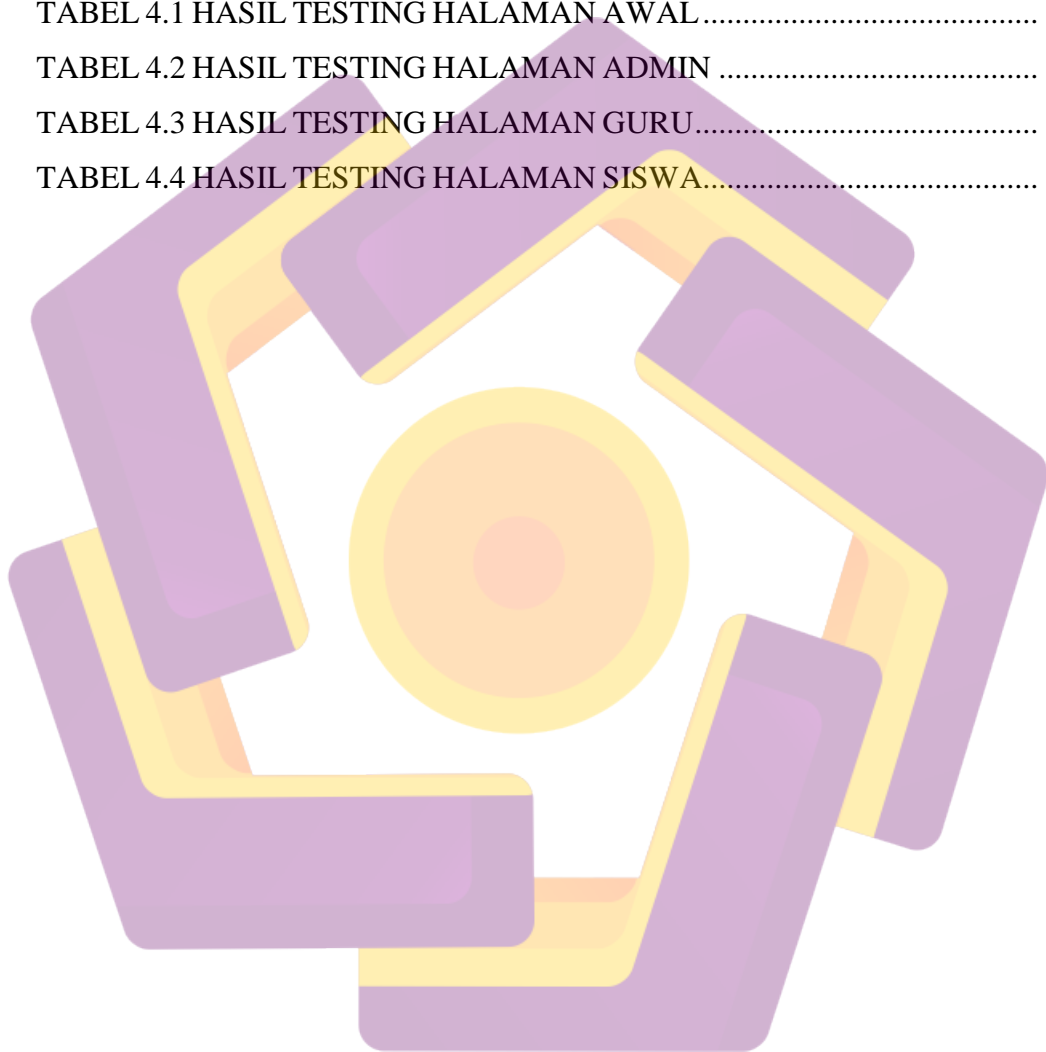 TABEL 4.1 HASIL TESTING HALAMAN AWAL ....................................
TABEL 4.2 HASIL TESTING HALAMAN ADMIN ..................................
TABEL 4.3 HASIL TESTING HALAMAN GURU.....................................
TABEL 4.4 HASIL TESTING HALAMAN SISWA....................................